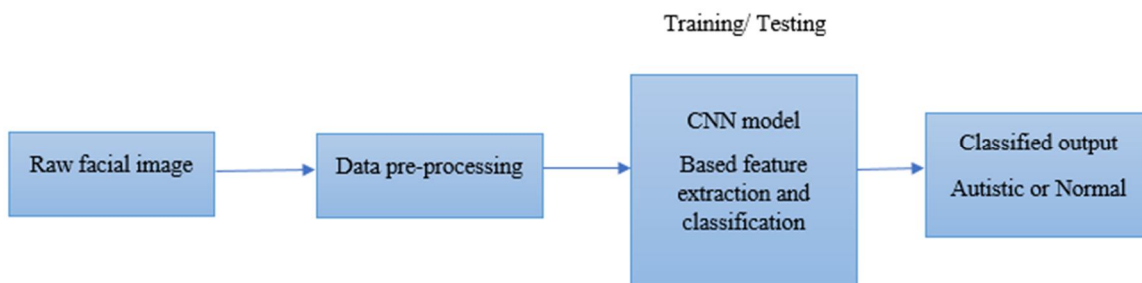 Training/ Testing
Raw facial image
Data pre-processing
CNN model
Based feature
extraction and
classification
Classified output
Autistic or Normal